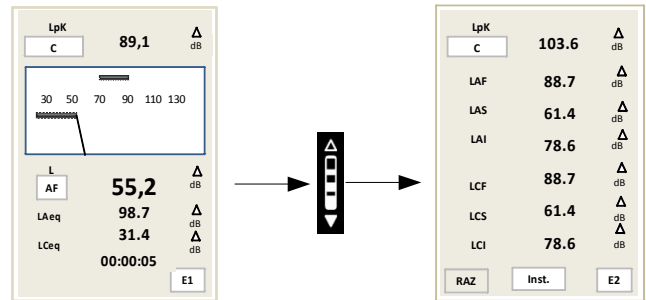 LpK
C 89,1 Δ
dB
30 50 70 90 110 130
L
AF 55,2 Δ
dB
LAeq 98.7 Δ
dB
LCeq 31.4 Δ
dB
00:00:05
E1
LpK
C 103.6 Δ
dB
LAF 88.7 Δ
dB
LAS 61.4 Δ
dB
LAI 78.6 Δ
dB
LCF 88.7 Δ
dB
LCS 61.4 Δ
dB
LCI 78.6 Δ
dB
RAZ Inst. E2